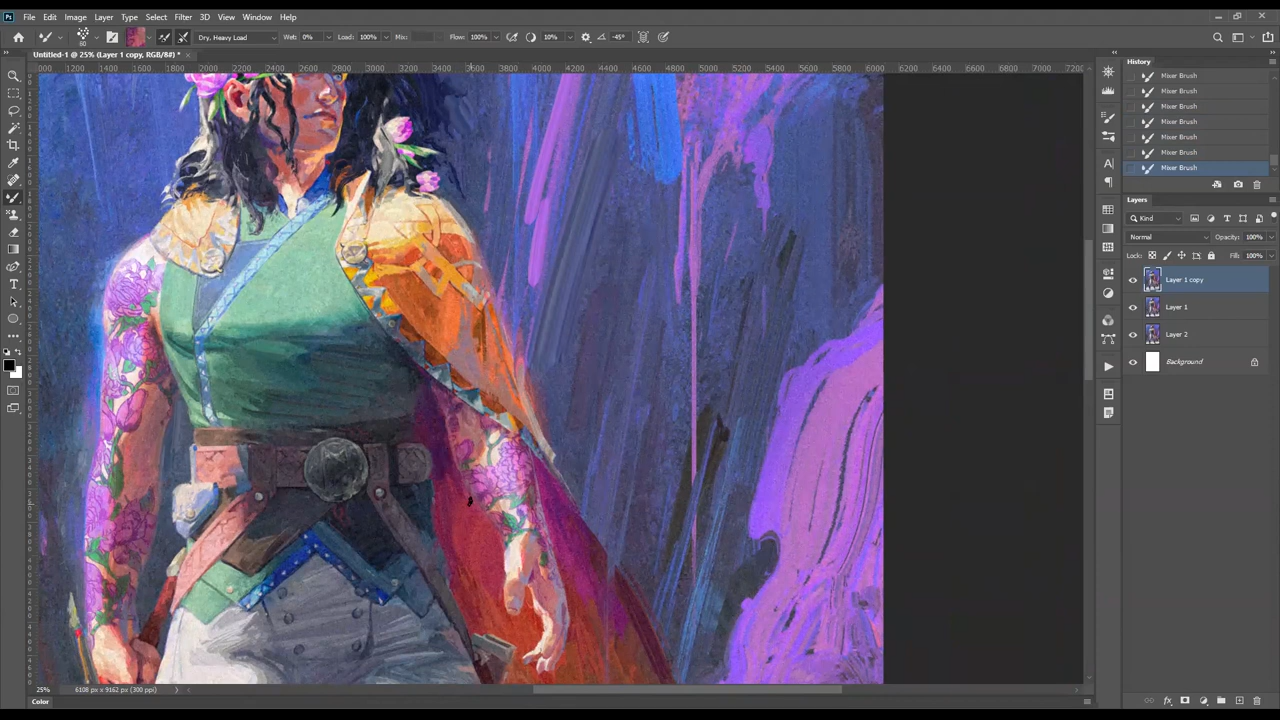 Ps File Edit Image Layer Type Select Filter 3D View Window Help
80 Dry, Heavy Load Wet: 0% Load: 100% Mix: Flow: 100% 10% -45°
Untitled-1 @ 25% (Layer 1 copy, RGB/8#) *
1200 1400 1600 1800 2000 2200 2400 2600 2800 3000 3200 3400 3600 3800 4000 4200 4400 4600 4800 5000 5200 5400 5600 5800 6000 6200 6400 6600 6800 7000 7200
History
Mixer Brush
Mixer Brush
Mixer Brush
Mixer Brush
Mixer Brush
Mixer Brush
Mixer Brush
Layers
Kind
Normal Opacity: 100%
Lock: Fill: 100%
Layer 1 copy
Layer 1
Layer 2
Background
25% 6108 px x 9162 px (300 ppi)
Color